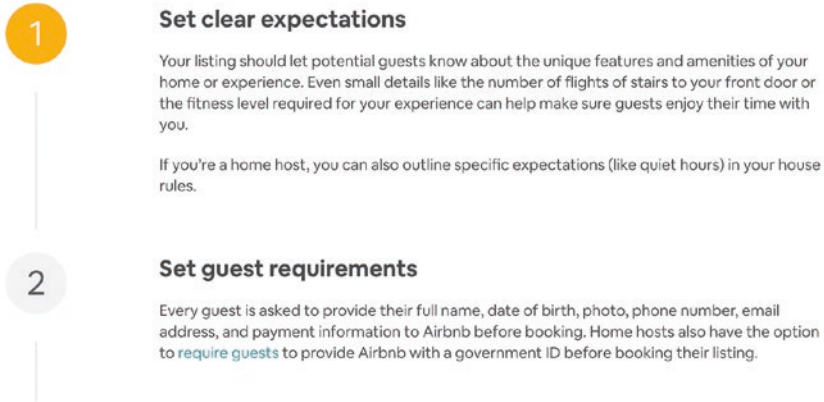 1
Set clear expectations
Your listing should let potential guests know about the unique features and amenities of your
home or experience. Even small details like the number of flights of stairs to your front door or
the fitness level required for your experience can help make sure guests enjoy their time with
you.
If you're a home host, you can also outline specific expectations (like quiet hours) in your house
rules.
2
Set guest requirements
Every guest is asked to provide their full name, date of birth, photo, phone number, email
address, and payment information to Airbnb before booking. Home hosts also have the option
to require guests to provide Airbnb with a government ID before booking their listing.